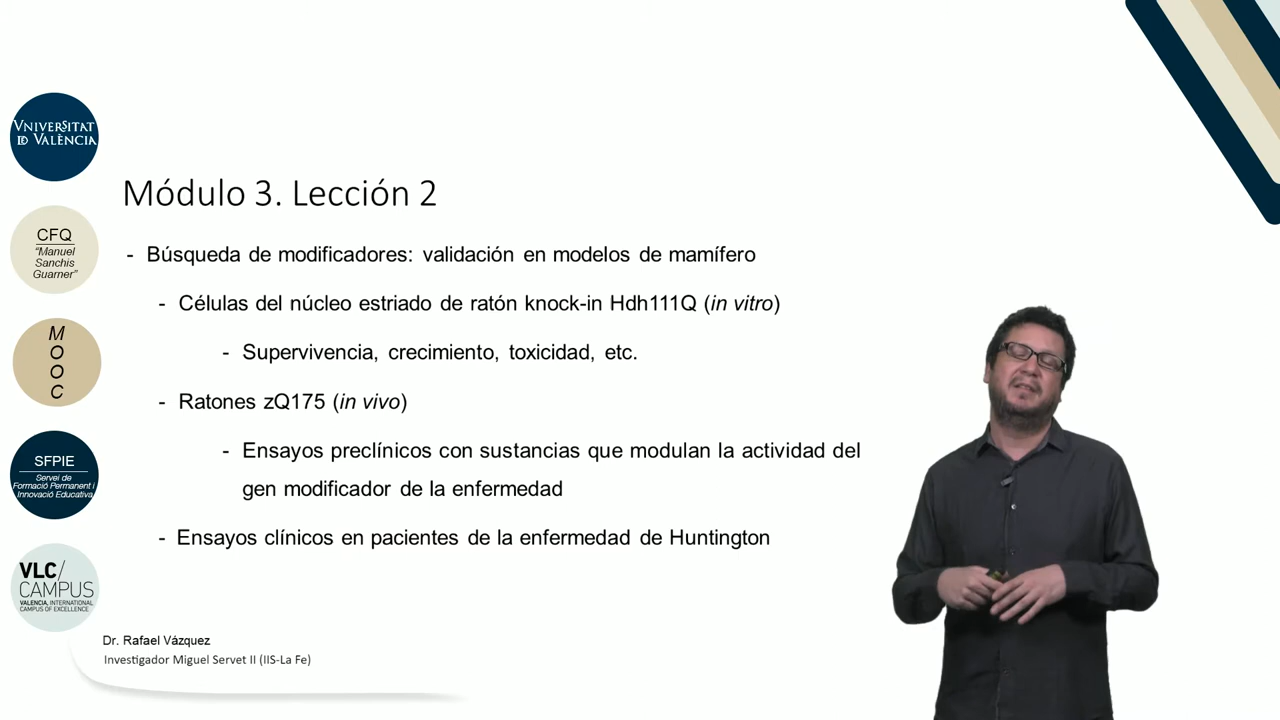 VNIVERSITAT
ID VALÈNCIA
CFQ
"Manuel
Sanchis
Guarner"
M
O
O
C
SFPIE
Servei de
Formació Permanent i
Innovació Educativa
VLC/
CAMPUS
VALENCIA, INTERNATIONAL
CAMPUS OF EXCELLENCE
Módulo 3. Lección 2
- Búsqueda de modificadores: validación en modelos de mamífero
- Células del núcleo estriado de ratón knock-in Hdh111Q (in vitro)
- Supervivencia, crecimiento, toxicidad, etc.
- Ratones zQ175 (in vivo)
- Ensayos preclínicos con sustancias que modulan la actividad del
gen modificador de la enfermedad
- Ensayos clínicos en pacientes de la enfermedad de Huntington
Dr. Rafael Vázquez
Investigador Miguel Servet II (IIS-La Fe)